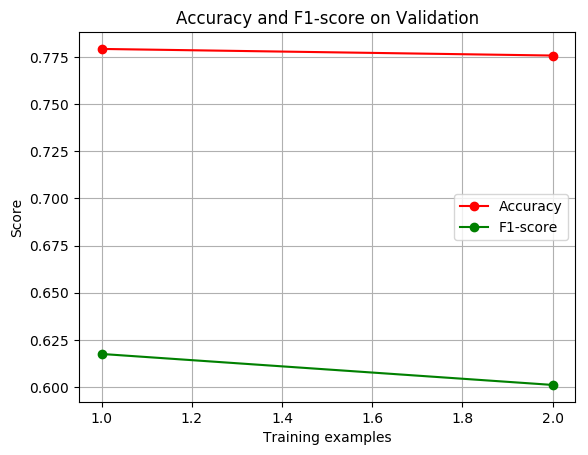 Accuracy and F1-score on Validation
0.775
0.750
0.725
0.700
0.675
0.650
0.625
0.600
Score
Accuracy
F1-score
1.0 1.2 1.4 1.6 1.8 2.0
Training examples